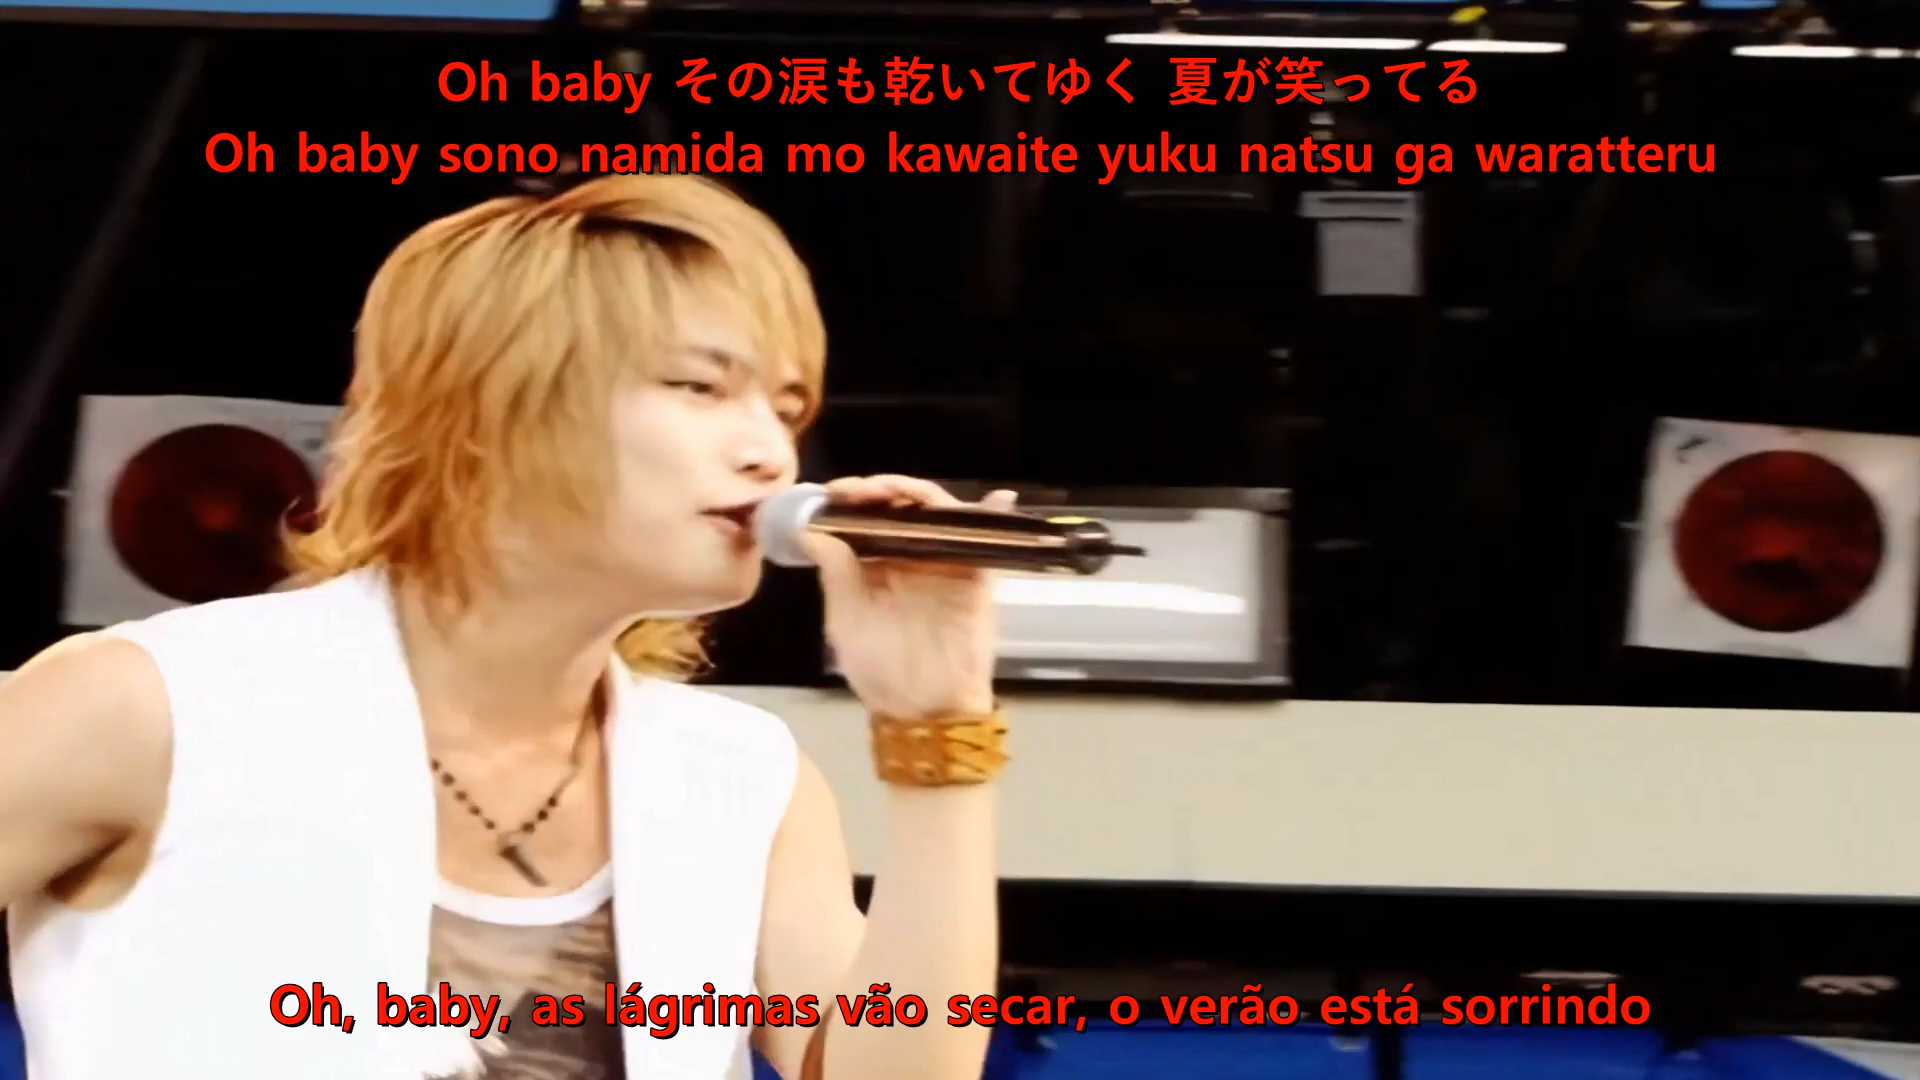 Oh baby その涙も乾いてゆく 夏が笑ってる
Oh baby sono namida mo kawaite yuku natsu ga waratteru
Oh, baby, as lágrimas vão secar, o verão está sorrindo